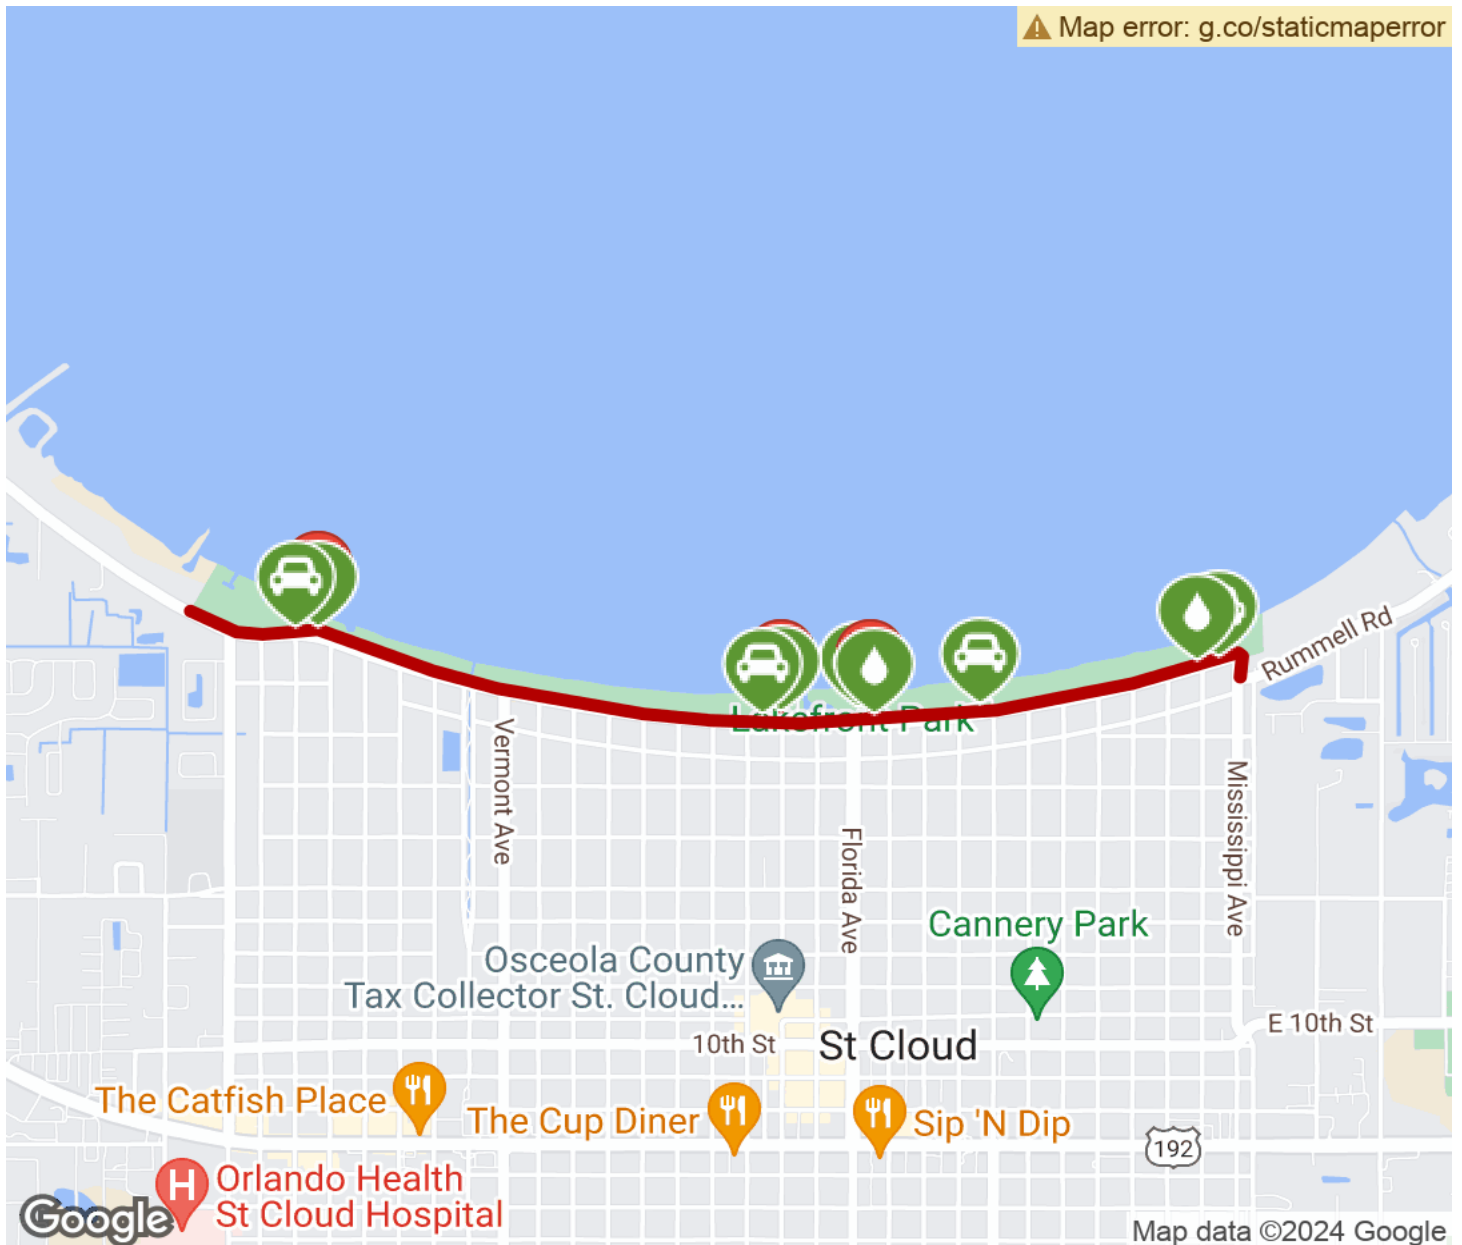 Map error: g.co/staticmaperror
Rummell Rd
Lakefront Park
Vermont Ave
Florida Ave
Mississippi Ave
Cannery Park
Osceola County
Tax Collector St. Cloud...
10th St
St Cloud
E 10th St
The Catfish Place
The Cup Diner
Sip 'N Dip
192
H
Orlando Health
St Cloud Hospital
Google
Map data ©2024 Google